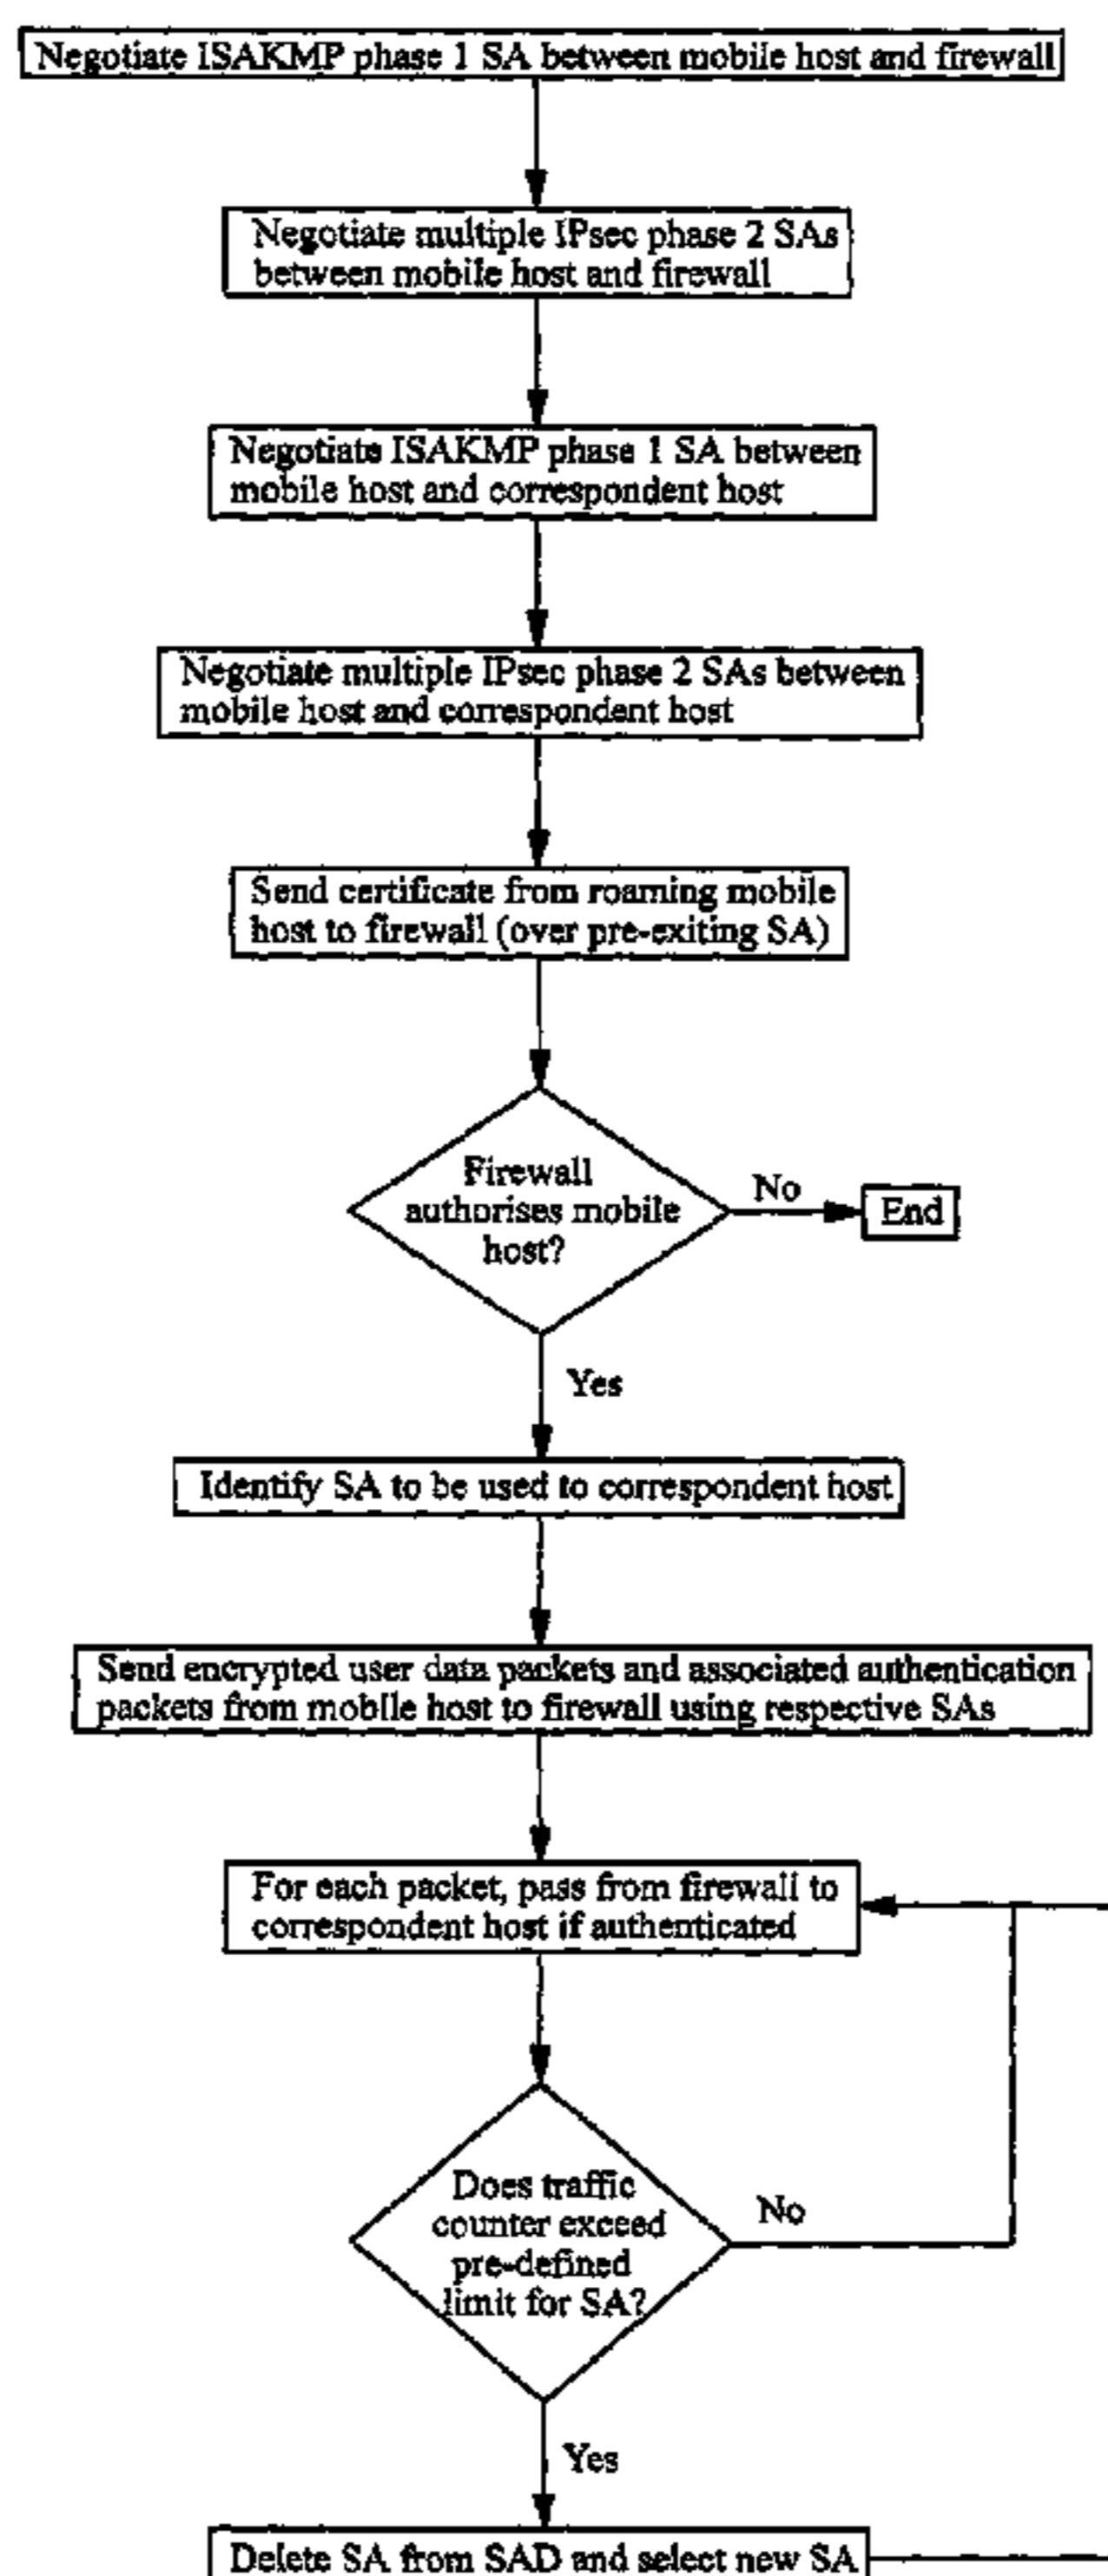 Negotiate ISAKMP phase 1 SA between mobile host and firewall
Negotiate multiple IPsec phase 2 SAs
between mobile host and firewall
Negotiate ISAKMP phase 1 SA between
mobile host and correspondent host
Negotiate multiple IPsec phase 2 SAs between
mobile host and correspondent host
Send certificate from roaming mobile
host to firewall (over pre-exiting SA)
Firewall
authorises mobile
host?
No
End
Yes
Identify SA to be used to correspondent host
Send encrypted user data packets and associated authentication
packets from mobile host to firewall using respective SAs
For each packet, pass from firewall to
correspondent host if authenticated
Does traffic
counter exceed
pre-defined
limit for SA?
No
Yes
Delete SA from SAD and select new SA